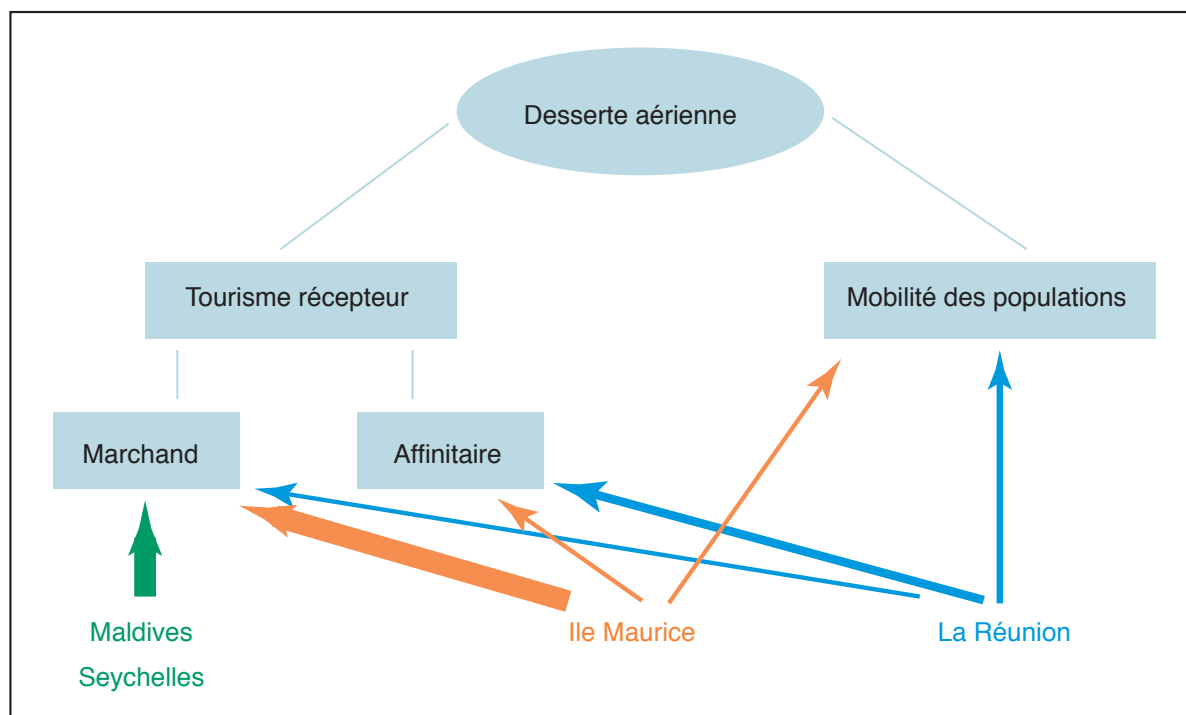 Desserte aérienne
Tourisme récepteur
Mobilité des populations
Marchand
Affinitaire
Maldives
Seychelles
Ile Maurice
La Réunion